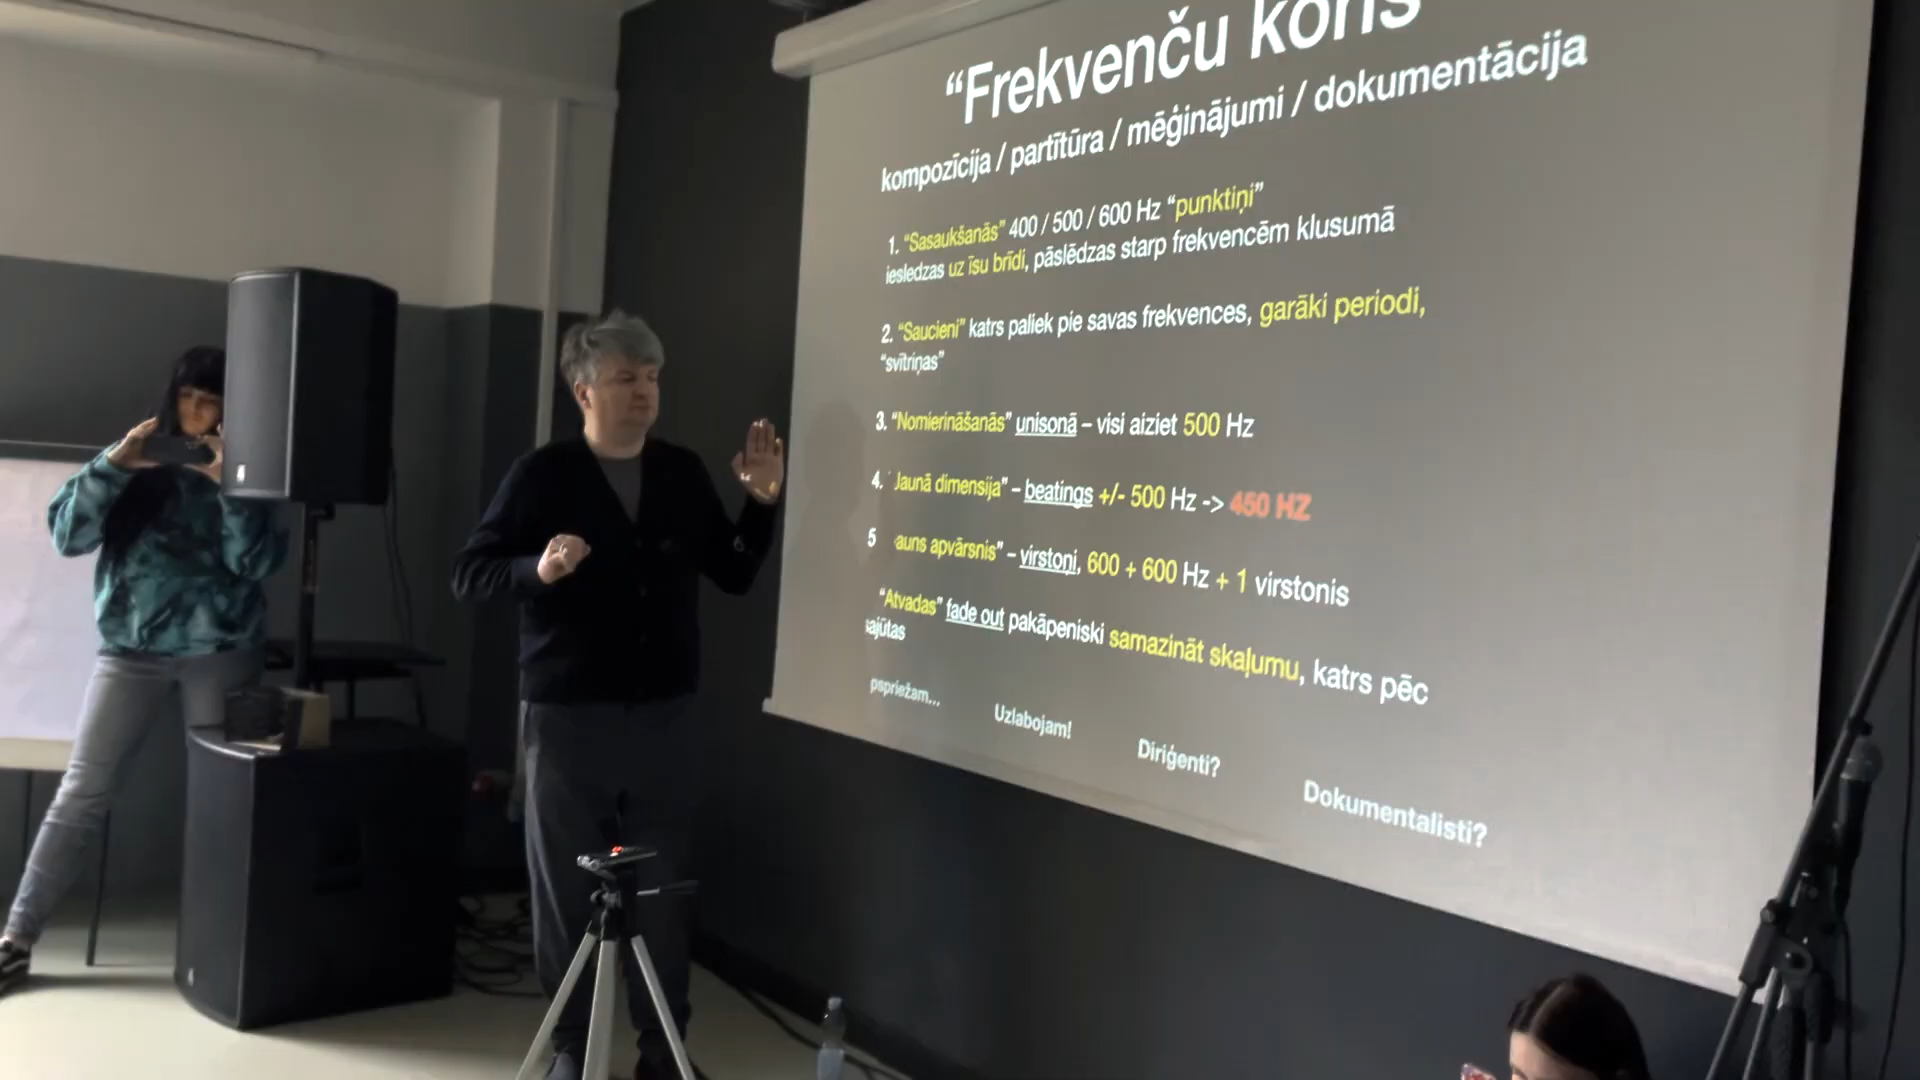 “Frekvenču koris
kompozīcija / partītūra / mēģinājumi / dokumentācija
1. “Sasaukšanās” 400 / 500 / 600 Hz “punktiņi”
iesledzas uz īsu brīdi, pāslēdzas starp frekvencēm klusumā
2. “Saucieni” katrs paliek pie savas frekvences, garāki periodi,
“svītriņas”
3. “Nomierināšanās” unisonā – visi aiziet 500 Hz
4. Jaunā dimensija” – beatings +/- 500 Hz -> 450 HZ
5 auns apvārsnis” – virstoņi, 600 + 600 Hz + 1 virstonis
“Atvadas” fade out pakāpeniski samazināt skaļumu, katrs pēc
sajūtas
pspriežam... Uzlabojam! Diriģenti? Dokumentalisti?